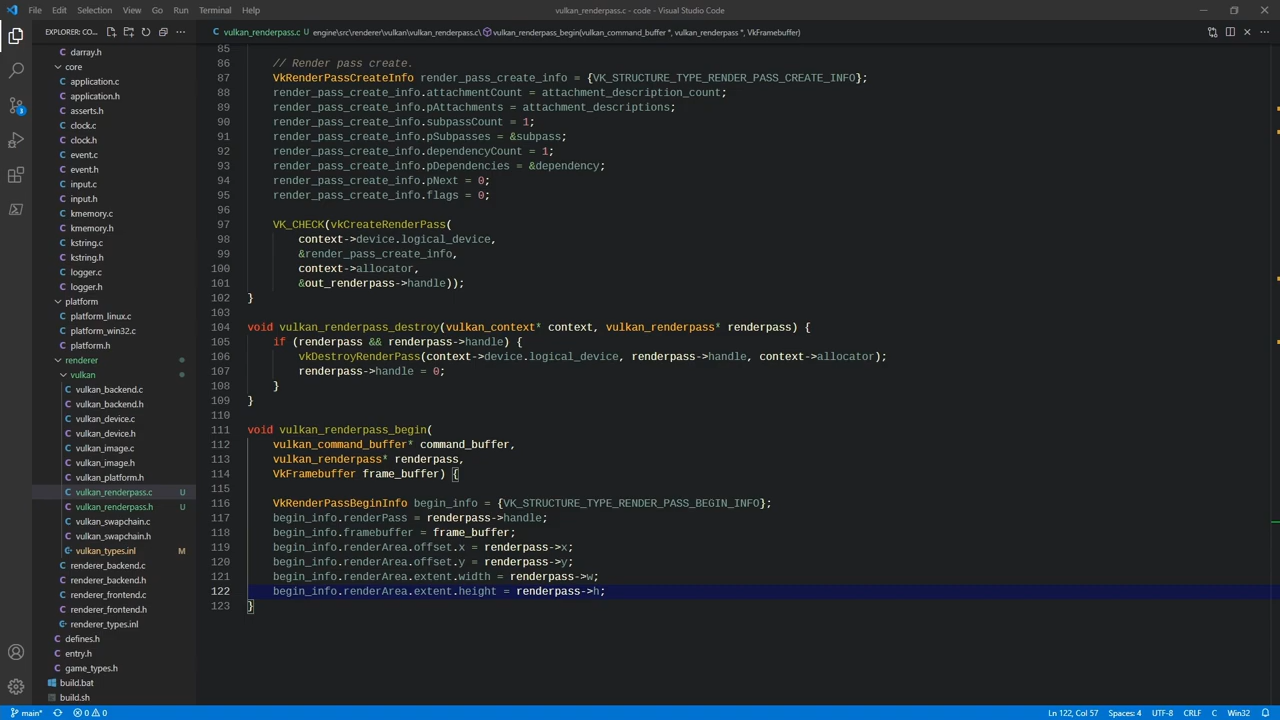 File Edit Selection View Go Run Terminal Help
vulkan_renderpass.c - code - Visual Studio Code
EXPLORER: CO...
vulkan_renderpass.c U
engine\src\renderer\vulkan\vulkan_renderpass.c\ vulkan_renderpass_begin(vulkan_command_buffer *, vulkan_renderpass *, VkFramebuffer)
C darray.h
core
C application.c
C application.h
C asserts.h
C clock.c
C clock.h
C event.c
C event.h
C input.c
C input.h
C kmemory.c
C kmemory.h
C kstring.c
C kstring.h
C logger.c
C logger.h
platform
C platform_linux.c
C platform_win32.c
C platform.h
renderer
vulkan
C vulkan_backend.c
C vulkan_backend.h
C vulkan_device.c
C vulkan_device.h
C vulkan_image.c
C vulkan_image.h
C vulkan_platform.h
C vulkan_renderpass.c U
C vulkan_renderpass.h U
C vulkan_swapchain.c
C vulkan_swapchain.h
vulkan_types.inl M
C renderer_backend.c
C renderer_backend.h
C renderer_frontend.c
C renderer_frontend.h
C renderer_types.inl
C defines.h
C entry.h
C game_types.h
build.bat
build.sh
85
86 // Render pass create.
87 VkRenderPassCreateInfo render_pass_create_info = {VK_STRUCTURE_TYPE_RENDER_PASS_CREATE_INFO};
88 render_pass_create_info.attachmentCount = attachment_description_count;
89 render_pass_create_info.pAttachments = attachment_descriptions;
90 render_pass_create_info.subpassCount = 1;
91 render_pass_create_info.pSubpasses = &subpass;
92 render_pass_create_info.dependencyCount = 1;
93 render_pass_create_info.pDependencies = &dependency;
94 render_pass_create_info.pNext = 0;
95 render_pass_create_info.flags = 0;
96
97 VK_CHECK(vkCreateRenderPass(
98 context->device.logical_device,
99 &render_pass_create_info,
100 context->allocator,
101 &out_renderpass->handle));
102 }
103
104 void vulkan_renderpass_destroy(vulkan_context* context, vulkan_renderpass* renderpass) {
105 if (renderpass && renderpass->handle) {
106 vkDestroyRenderPass(context->device.logical_device, renderpass->handle, context->allocator);
107 renderpass->handle = 0;
108 }
109 }
110
111 void vulkan_renderpass_begin(
112 vulkan_command_buffer* command_buffer,
113 vulkan_renderpass* renderpass,
114 VkFramebuffer frame_buffer) {
115
116 VkRenderPassBeginInfo begin_info = {VK_STRUCTURE_TYPE_RENDER_PASS_BEGIN_INFO};
117 begin_info.renderPass = renderpass->handle;
118 begin_info.framebuffer = frame_buffer;
119 begin_info.renderArea.offset.x = renderpass->x;
120 begin_info.renderArea.offset.y = renderpass->y;
121 begin_info.renderArea.extent.width = renderpass->w;
122 begin_info.renderArea.extent.height = renderpass->h;
123 }
main* 0 0
Ln 122, Col 57 Spaces: 4 UTF-8 CRLF C Win32